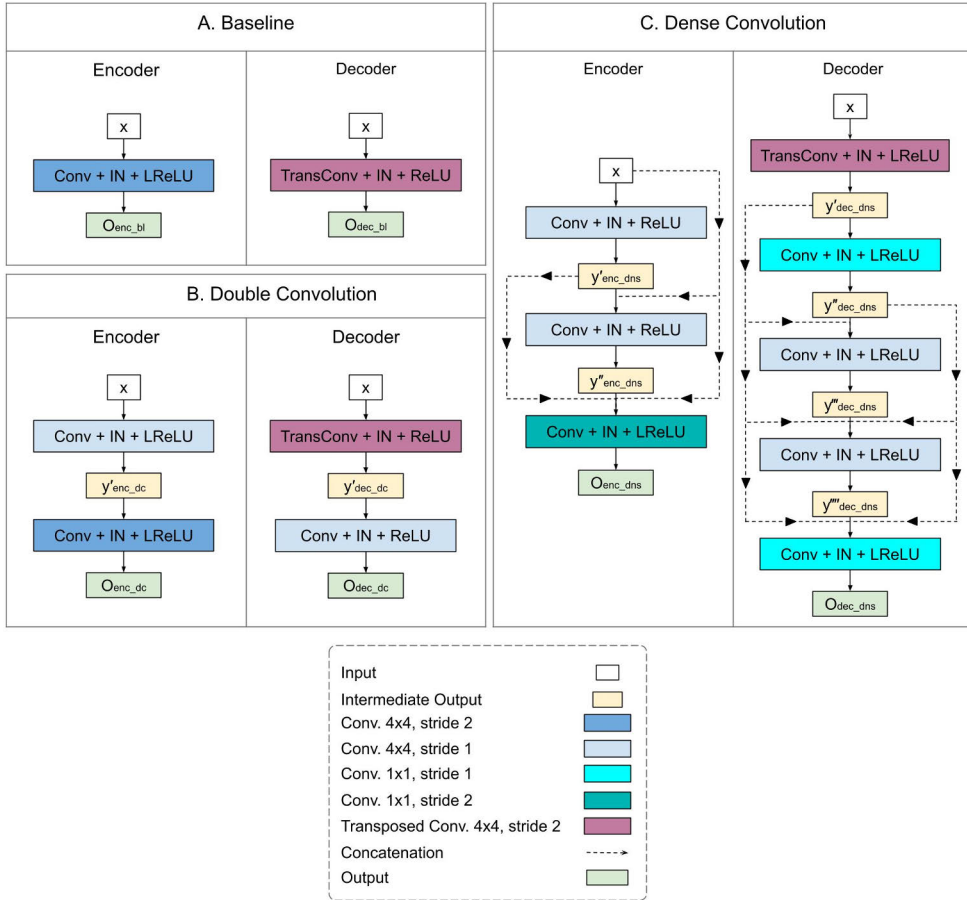 A. Baseline
Encoder
Decoder
x
x
Conv + IN + LReLU
TransConv + IN + ReLU
Oenc_bl
Odec_bl
B. Double Convolution
Encoder
Decoder
x
x
Conv + IN + LReLU
TransConv + IN + ReLU
y'enc_dc
y'dec_dc
Conv + IN + LReLU
Conv + IN + ReLU
Oenc_dc
Odec_dc
C. Dense Convolution
Encoder
x
Conv + IN + ReLU
y'enc_dns
Conv + IN + ReLU
y''enc_dns
Conv + IN + LReLU
Oenc_dns
Decoder
x
TransConv + IN + LReLU
y'dec_dns
Conv + IN + LReLU
y''dec_dns
Conv + IN + LReLU
y'''dec_dns
Conv + IN + LReLU
y''''dec_dns
Conv + IN + LReLU
Odec_dns
Input
Intermediate Output
Conv. 4x4, stride 2
Conv. 4x4, stride 1
Conv. 1x1, stride 1
Conv. 1x1, stride 2
Transposed Conv. 4x4, stride 2
Concatenation
Output